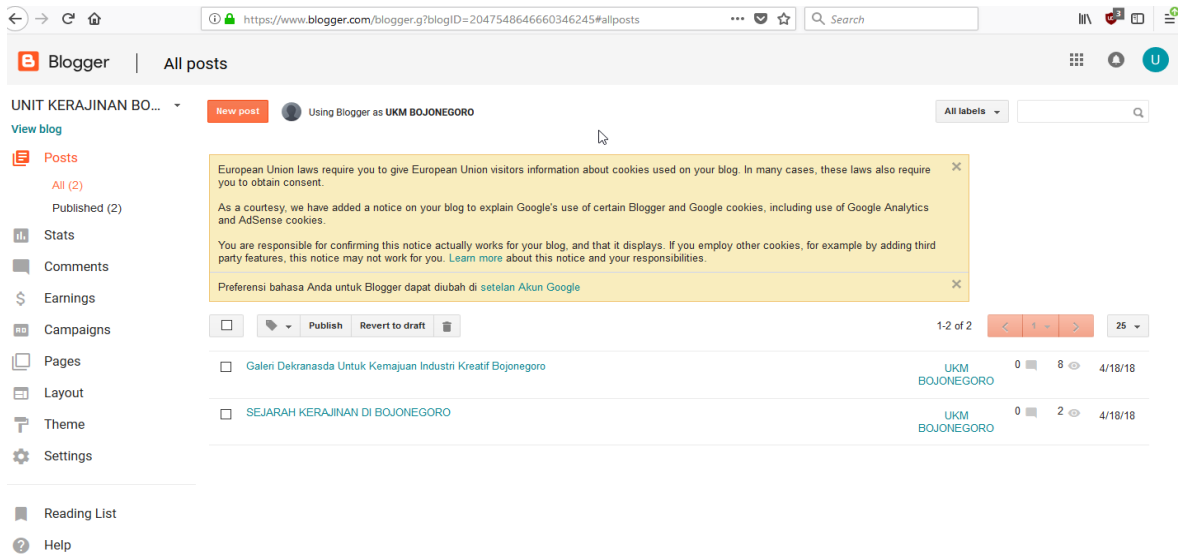 https://www.blogger.com/blogger.g?blogID=2047548646660346245#allposts
Search
3
Blogger | All posts
U
UNIT KERAJINAN BO...
View blog
New post
Using Blogger as UKM BOJONEGORO
All labels
Posts
All (2)
Published (2)
Stats
Comments
Earnings
Campaigns
Pages
Layout
Theme
Settings
Reading List
Help
European Union laws require you to give European Union visitors information about cookies used on your blog. In many cases, these laws also require
you to obtain consent.
As a courtesy, we have added a notice on your blog to explain Google's use of certain Blogger and Google cookies, including use of Google Analytics
and AdSense cookies.
You are responsible for confirming this notice actually works for your blog, and that it displays. If you employ other cookies, for example by adding third
party features, this notice may not work for you. Learn more about this notice and your responsibilities.
Preferensi bahasa Anda untuk Blogger dapat diubah di setelan Akun Google
Publish Revert to draft 1-2 of 2 1 25
Galeri Dekranasda Untuk Kemajuan Industri Kreatif Bojonegoro
UKM
BOJONEGORO
0 8 4/18/18
SEJARAH KERAJINAN DI BOJONEGORO
UKM
BOJONEGORO
0 2 4/18/18